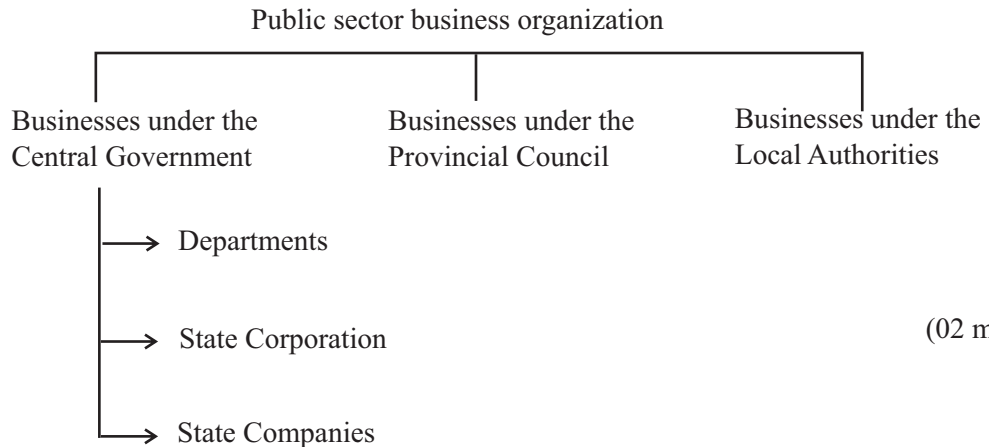 Public sector business organization
Businesses under the
Central Government
Businesses under the
Provincial Council
Businesses under the
Local Authorities
Departments
State Corporation
(02 m
State Companies